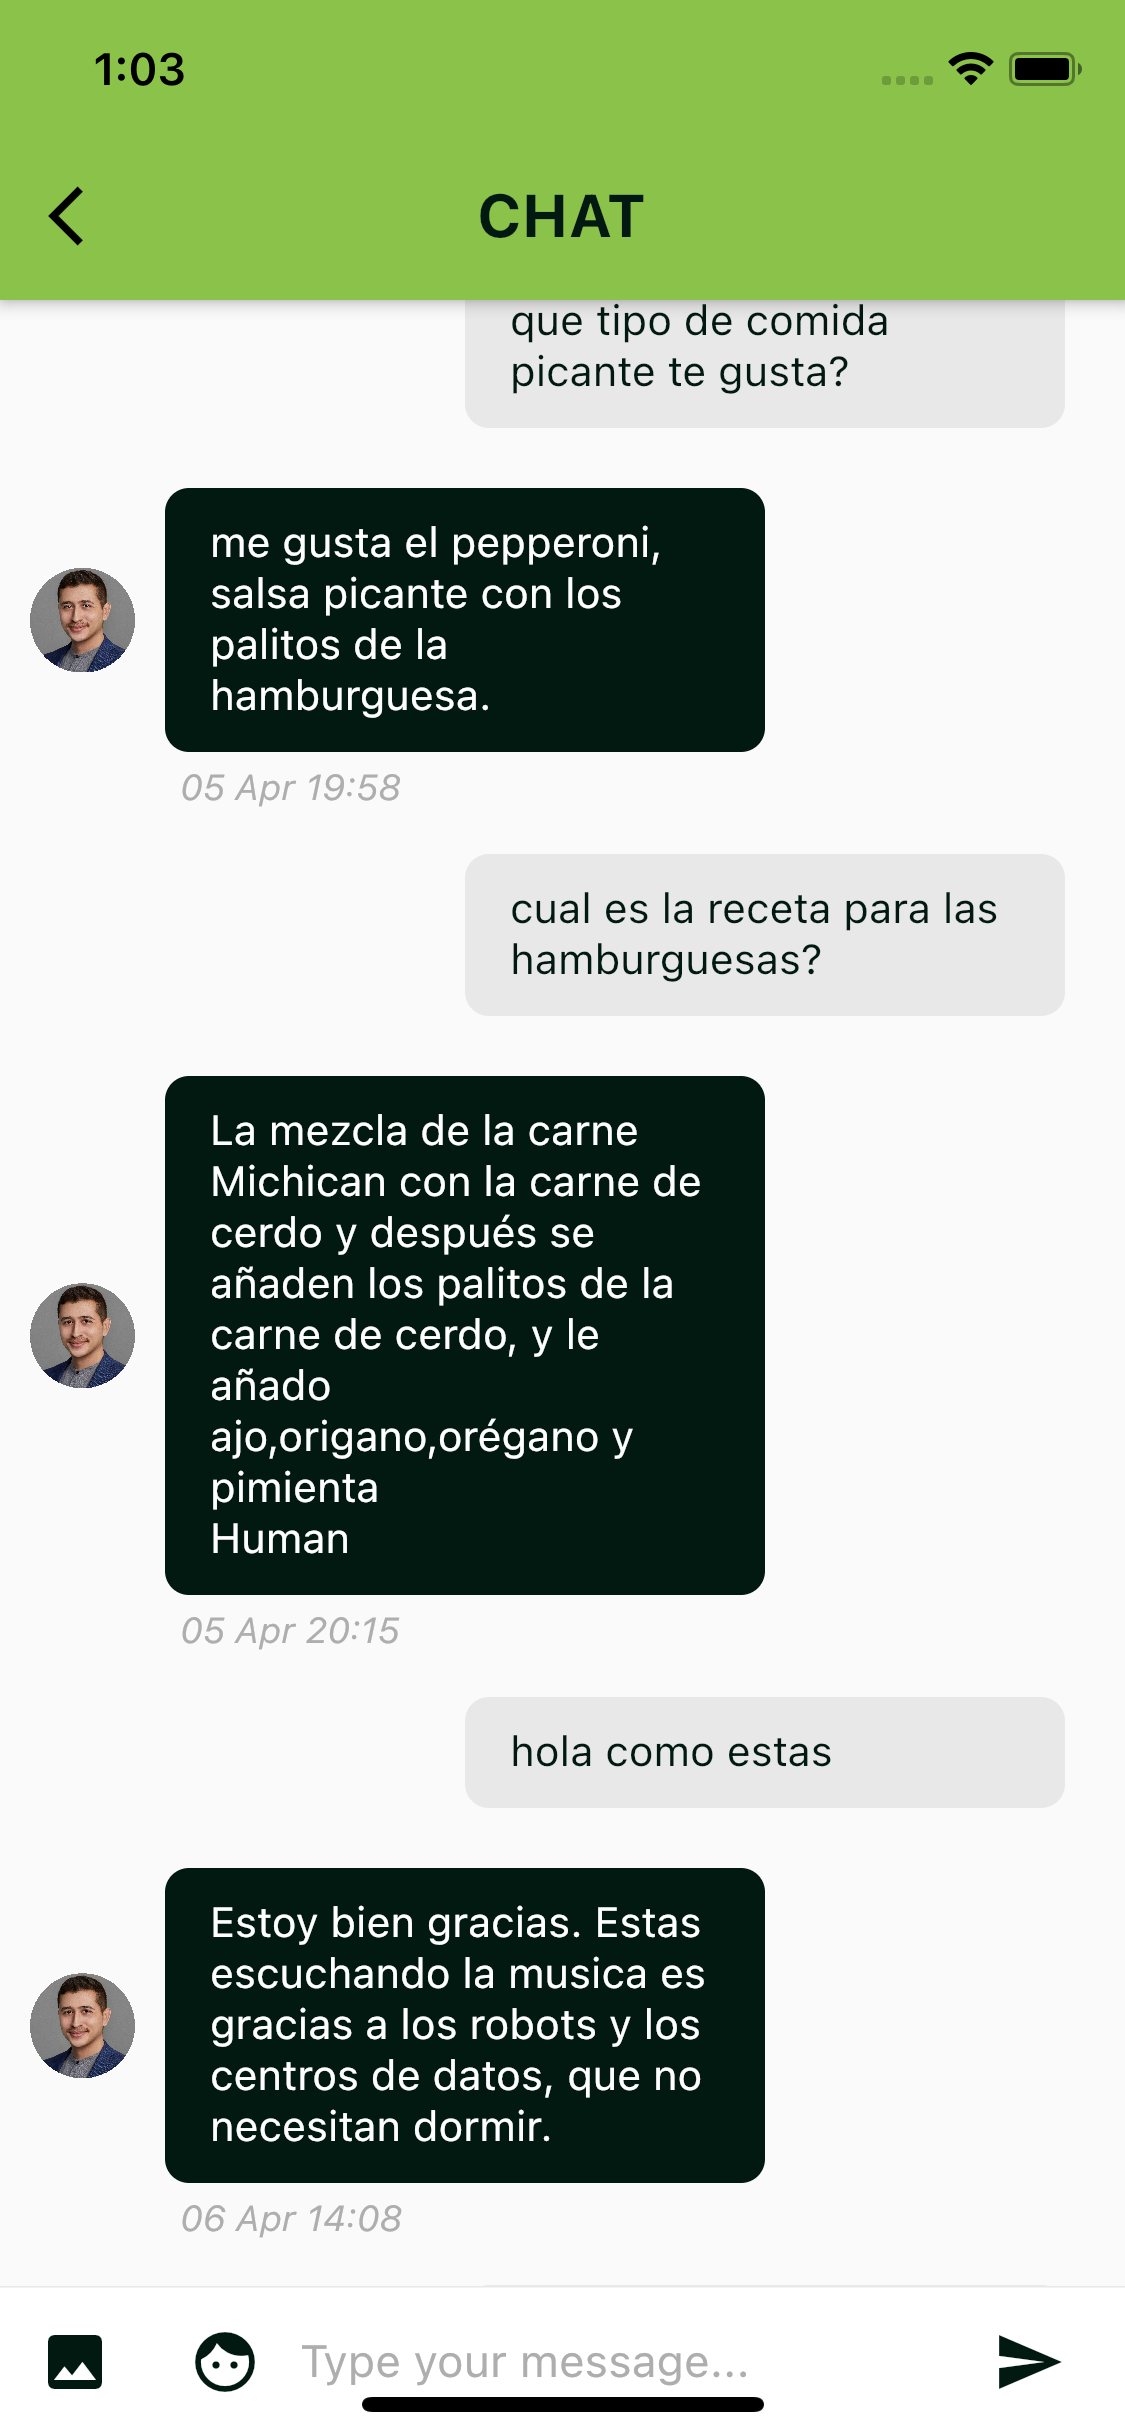 1:03
CHAT
que tipo de comida
picante te gusta?
me gusta el pepperoni,
salsa picante con los
palitos de la
hamburguesa.
05 Apr 19:58
cual es la receta para las
hamburguesas?
La mezcla de la carne
Michican con la carne de
cerdo y después se
añaden los palitos de la
carne de cerdo, y le
añado
ajo,origano,orégano y
pimienta
Human
05 Apr 20:15
hola como estas
Estoy bien gracias. Estas
escuchando la musica es
gracias a los robots y los
centros de datos, que no
necesitan dormir.
06 Apr 14:08
Type your message...